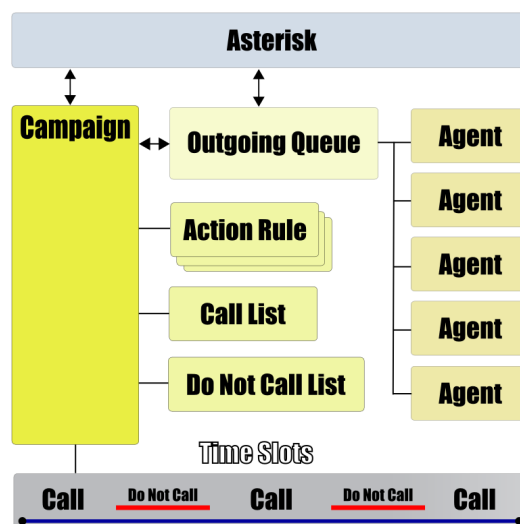 Asterisk
Campaign
Outgoing Queue
Agent
Action Rule
Agent
Agent
Call List
Agent
Do Not Call List
Agent
Time Slots
Call Do Not Call Call Do Not Call Call